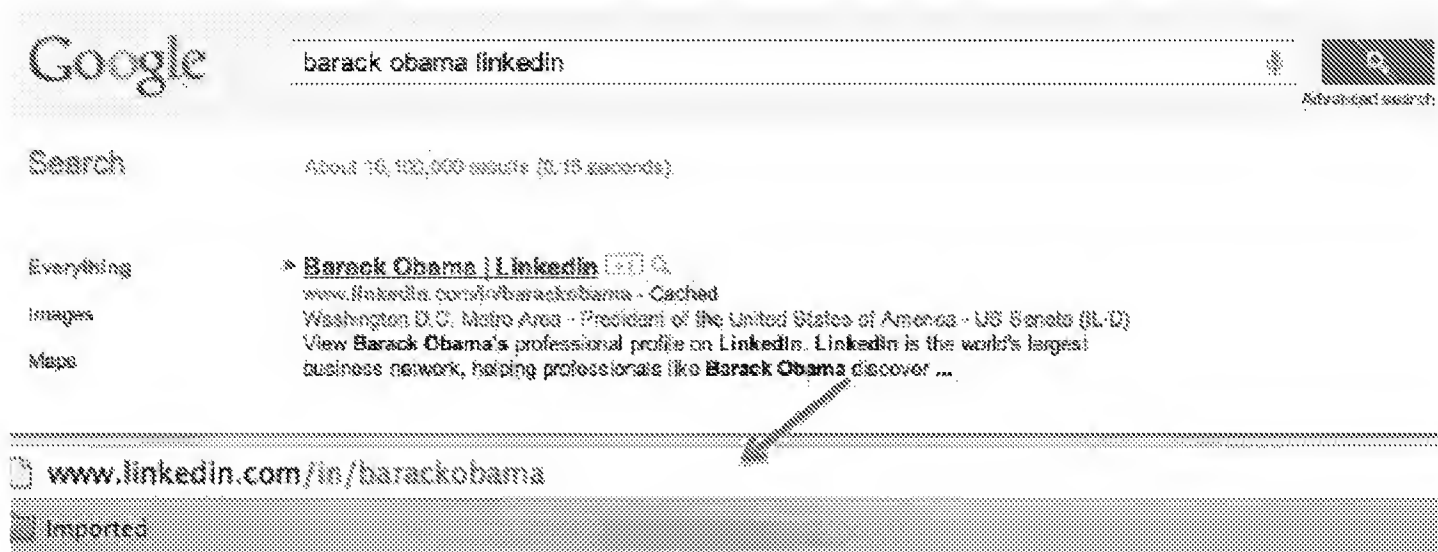 Google
barack obama linkedin
Advanced search
Search
About 16,100,000 results (0.16 seconds)
Everything
Images
Maps
» Barack Obama | LinkedIn +1
www.linkedin.com/in/barackobama - Cached
Washington D.C. Metro Area - President of the United States of America - US Senate (IL-D)
View Barack Obama's professional profile on LinkedIn. LinkedIn is the world's largest
business network, helping professionals like Barack Obama discover ...
www.linkedin.com/in/barackobama
Imported